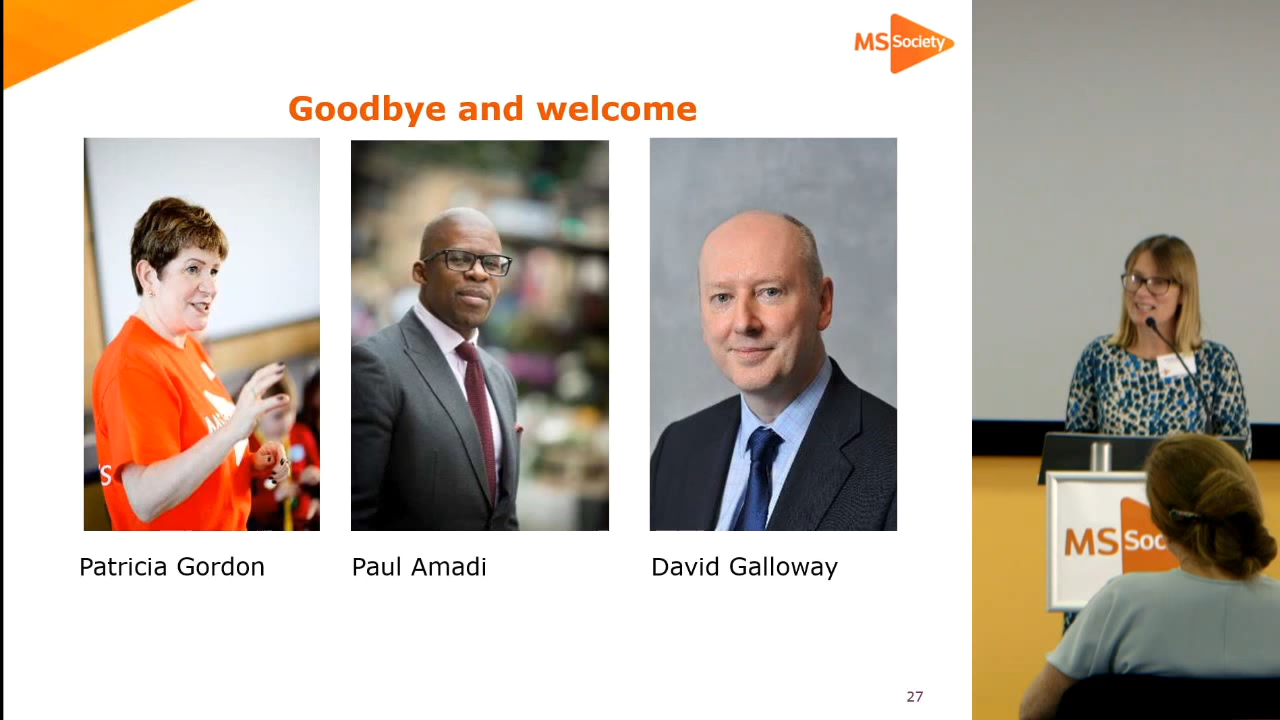 MS Society
Goodbye and welcome
Patricia Gordon
Paul Amadi
David Galloway
27
MS Soc